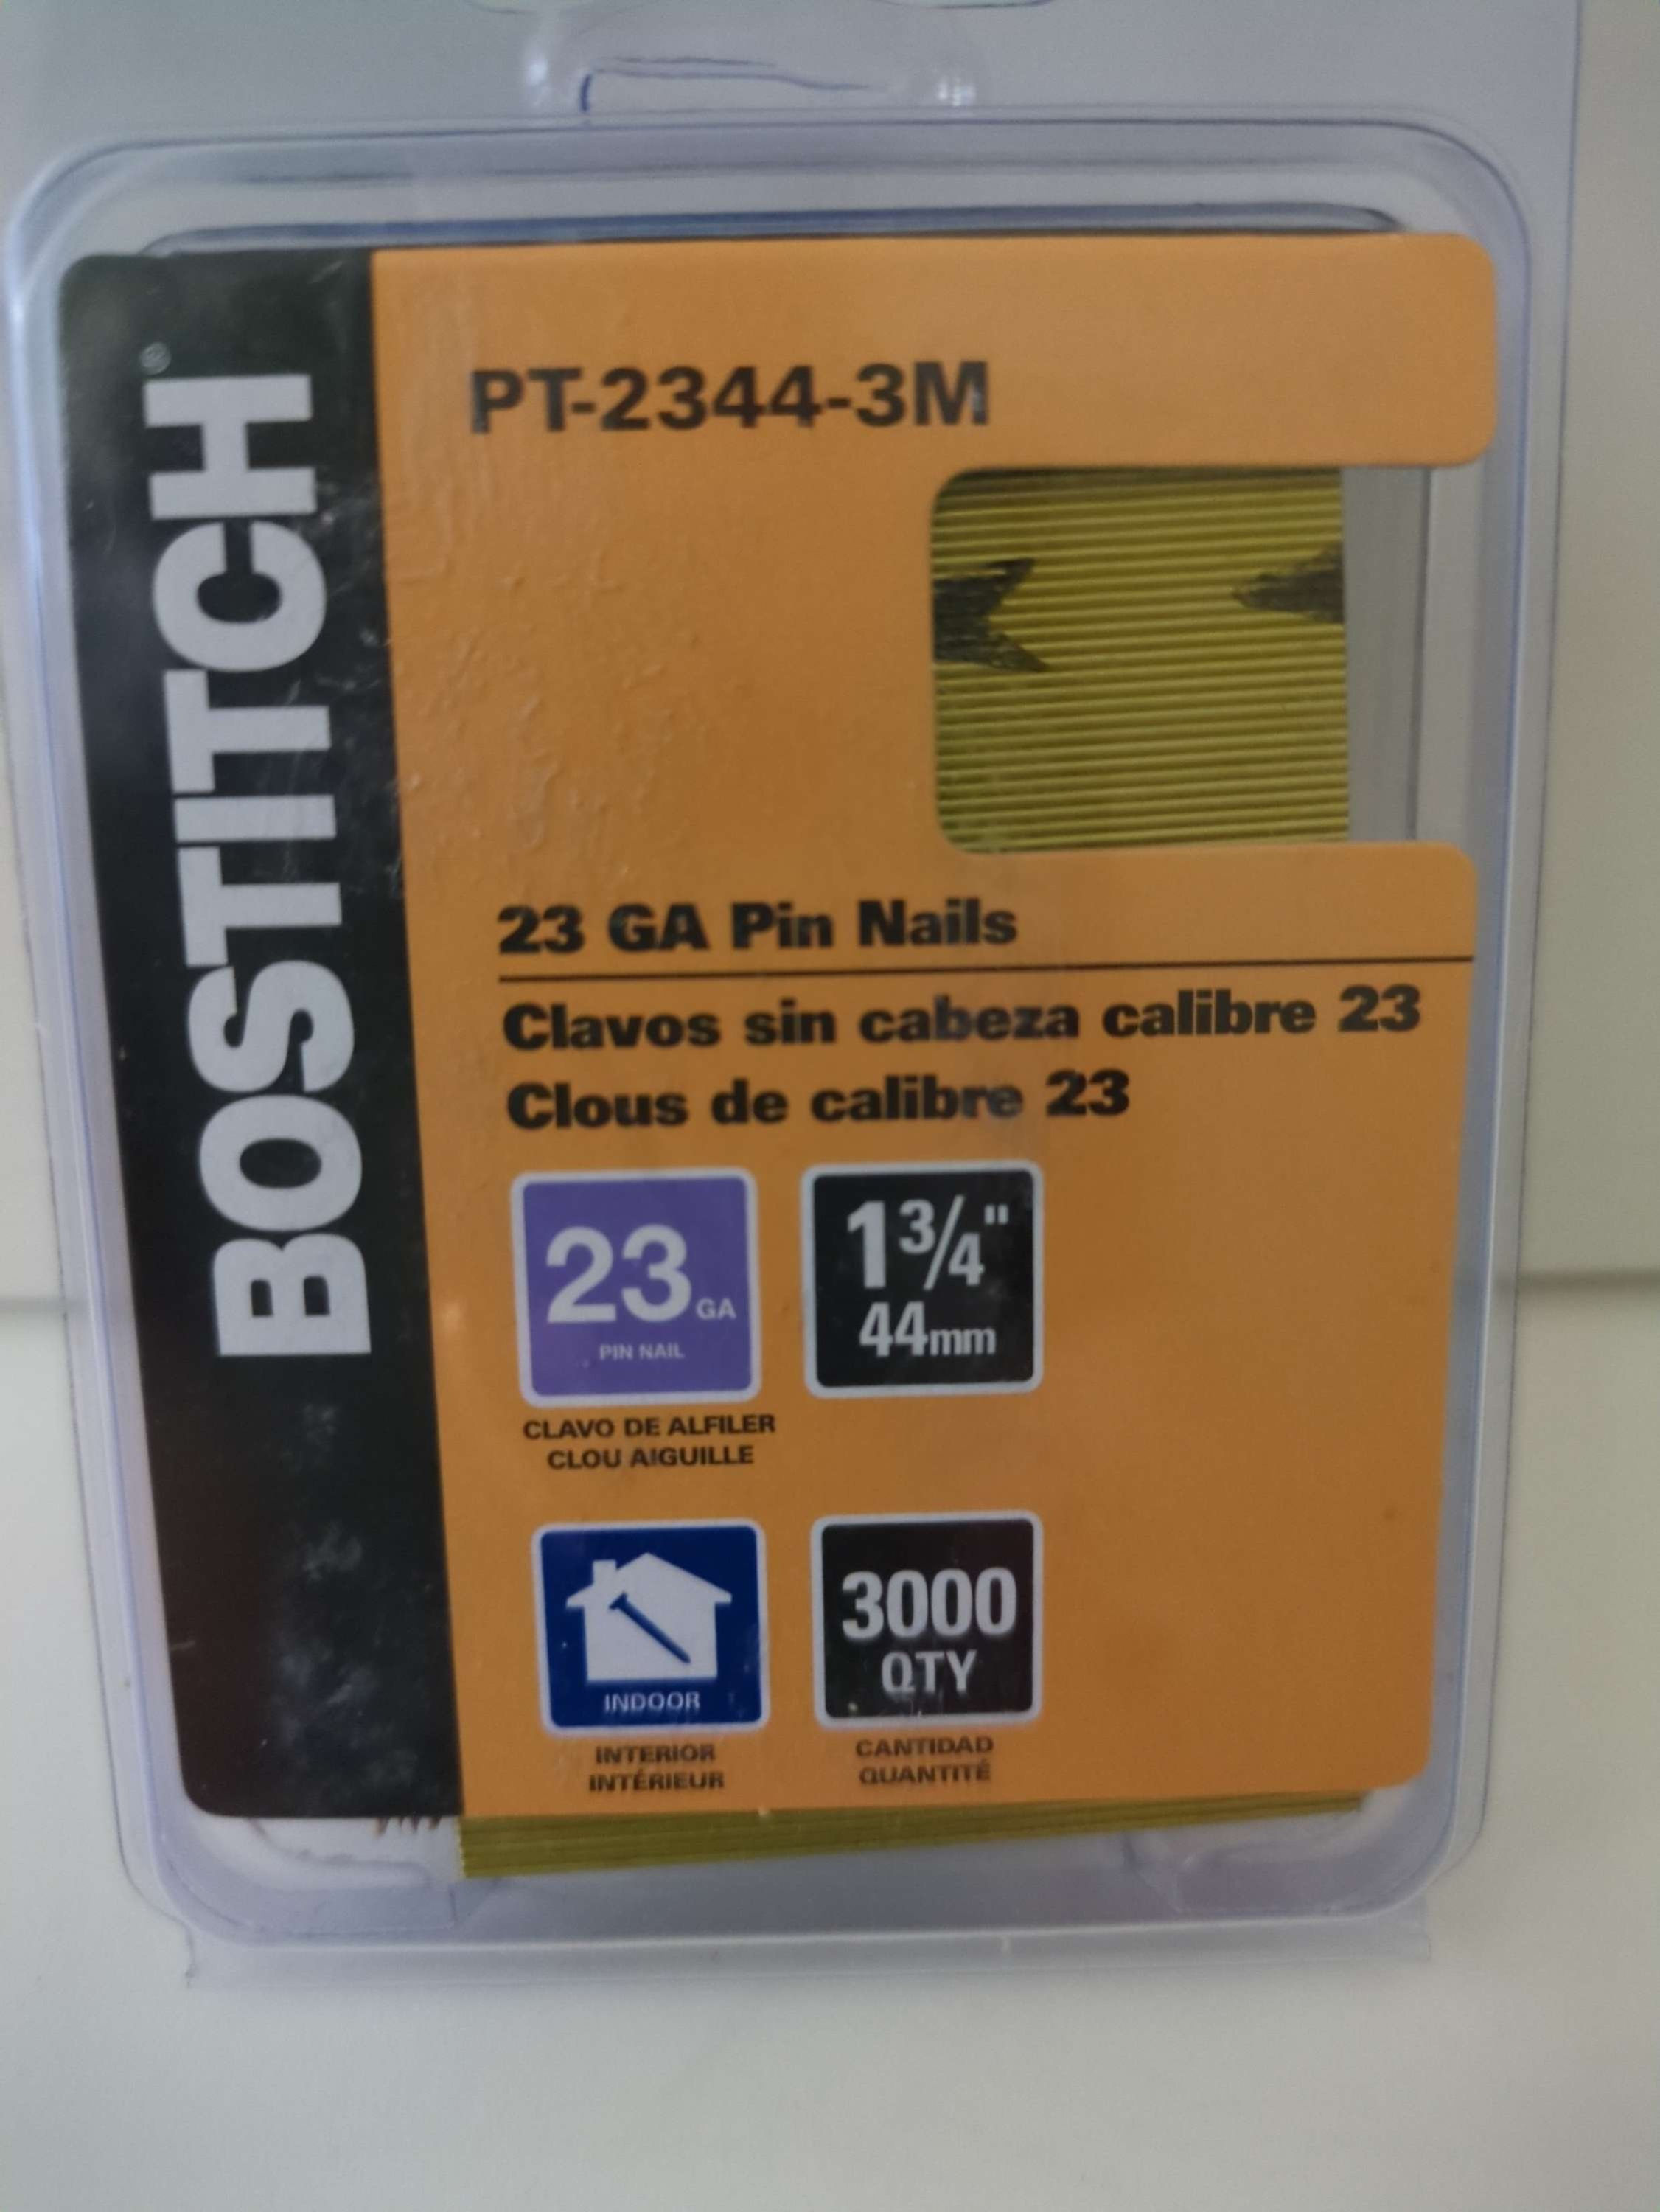 BOSTITCH®
PT-2344-3M
23 GA Pin Nails
Clavos sin cabeza calibre 23
Clous de calibre 23
23 GA
PIN NAIL
CLAVO DE ALFILER
CLOU AIGUILLE
1 3/4"
44mm
INDOOR
INTERIOR
INTÉRIEUR
3000
QTY
CANTIDAD
QUANTITÉ